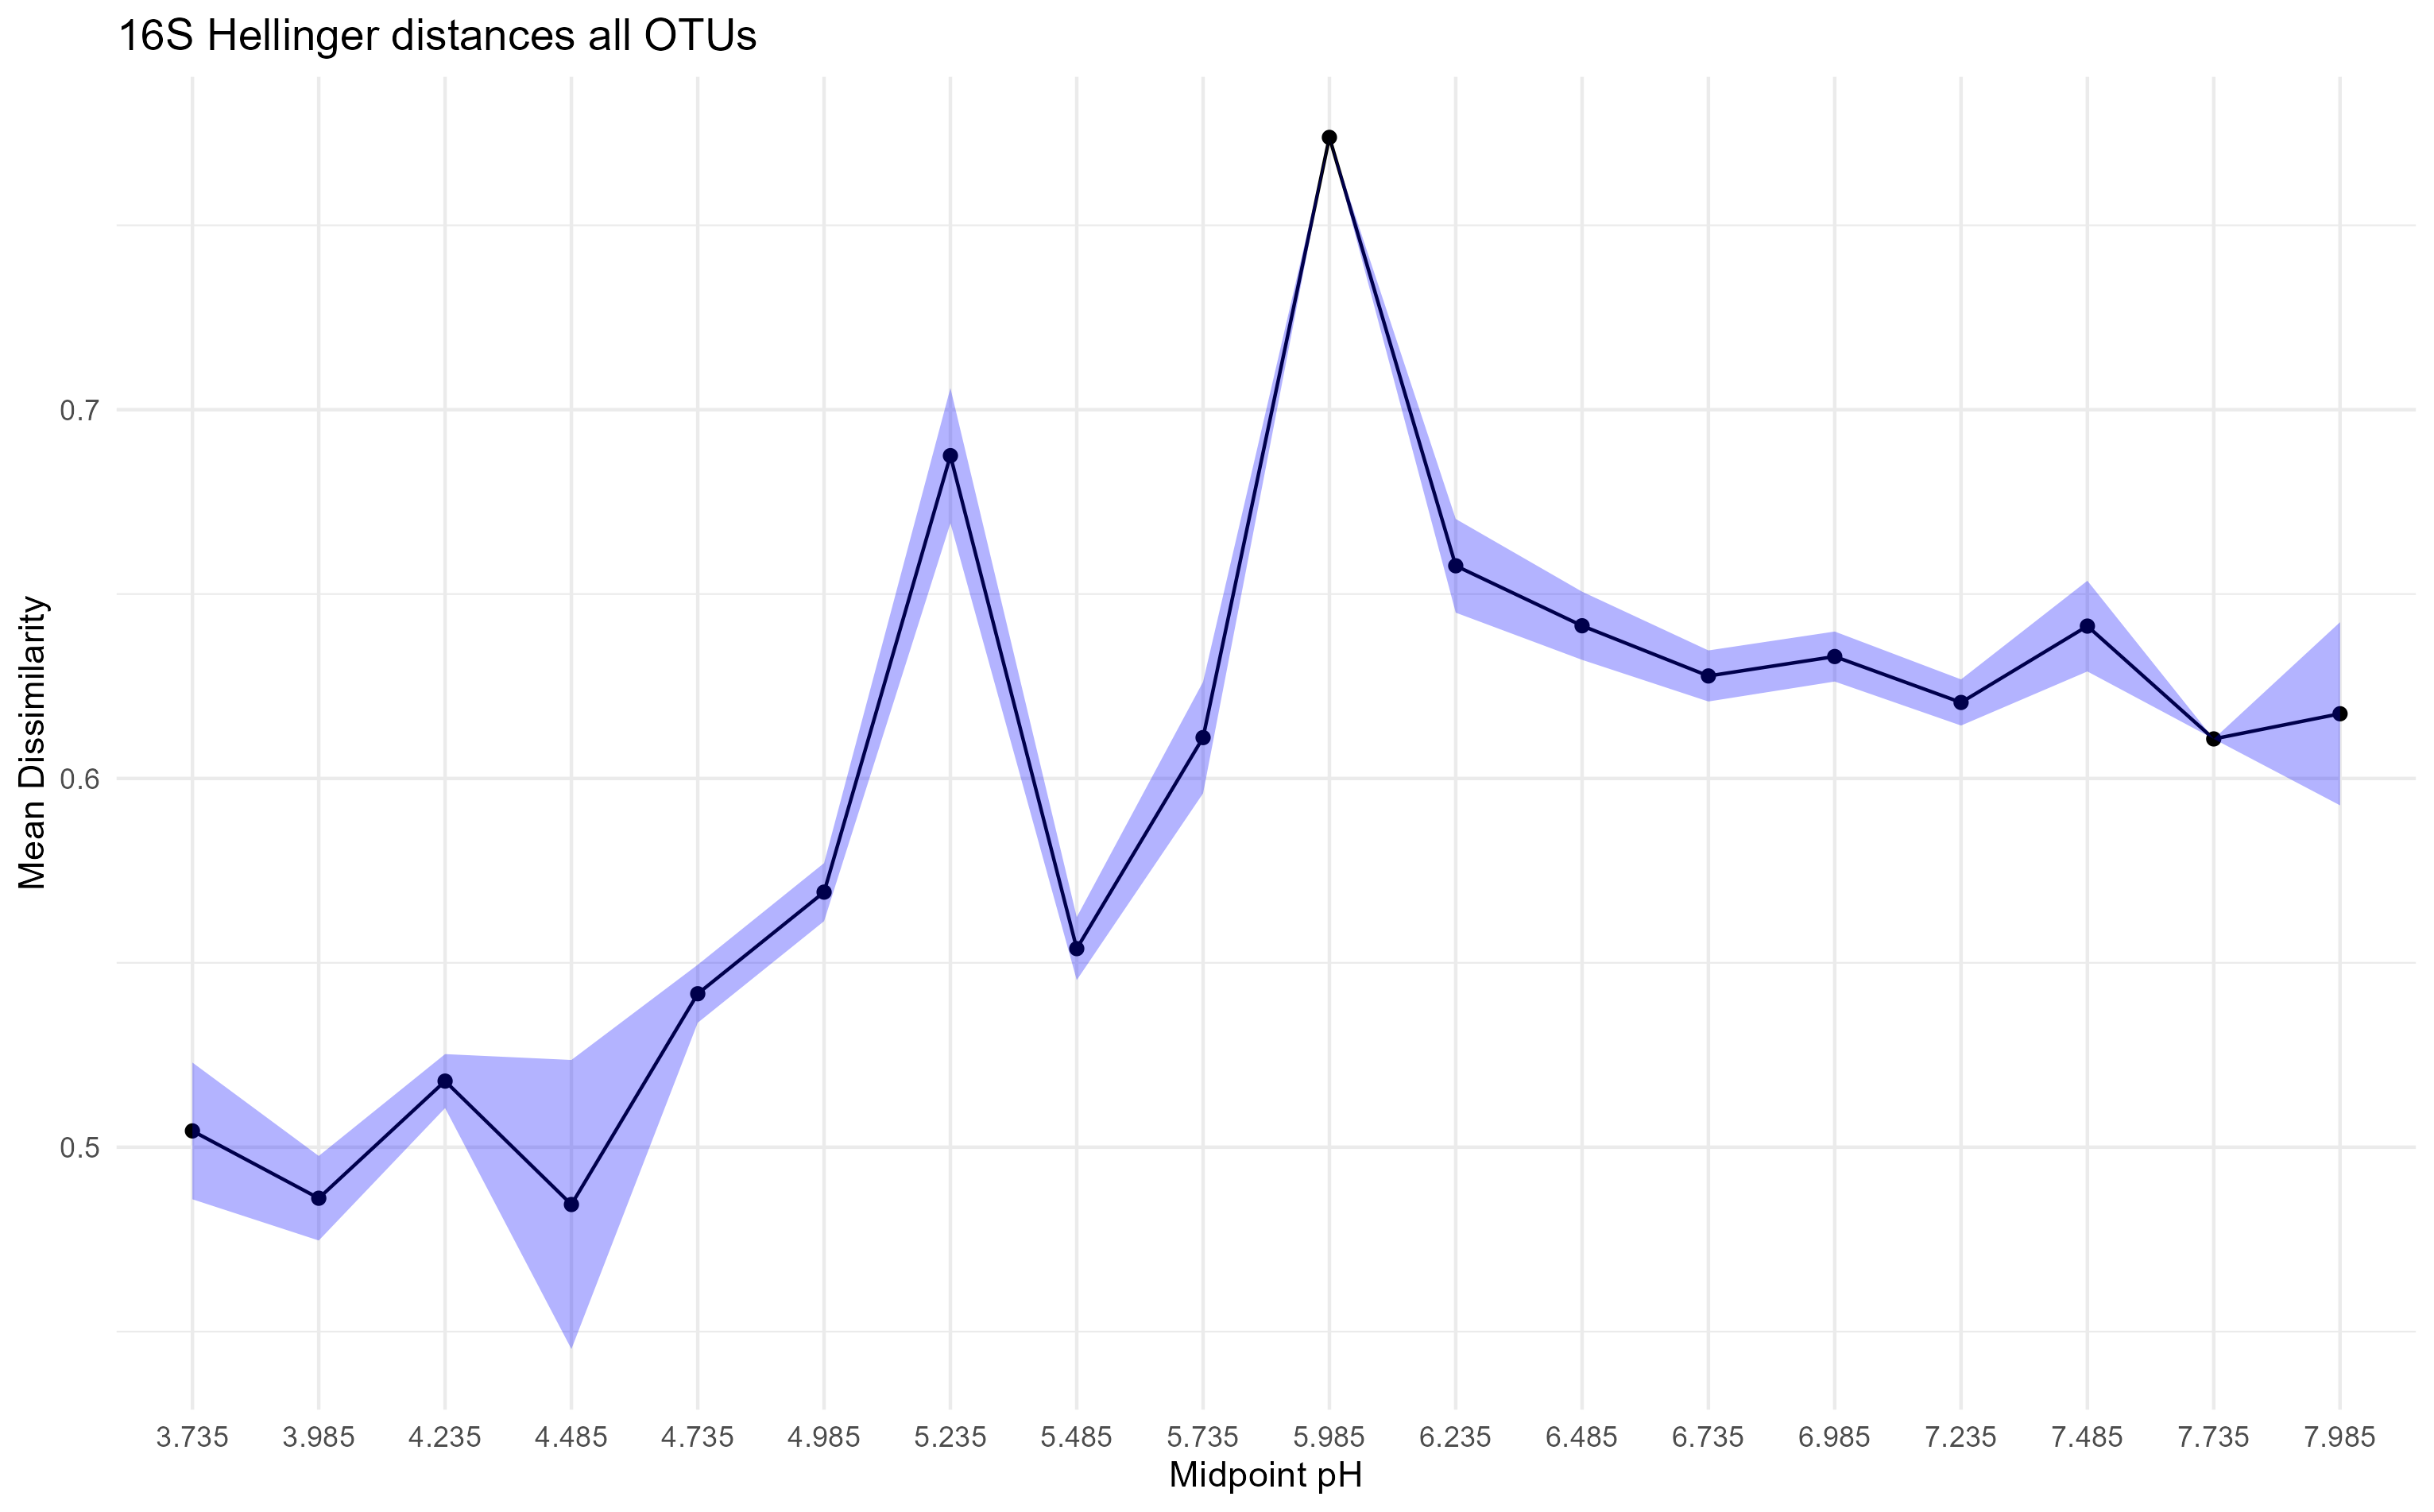 16S Hellinger distances all OTUs
Mean Dissimilarity
0.7
0.6
0.5
3.735 3.985 4.235 4.485 4.735 4.985 5.235 5.485 5.735 5.985 6.235 6.485 6.735 6.985 7.235 7.485 7.735 7.985
Midpoint pH